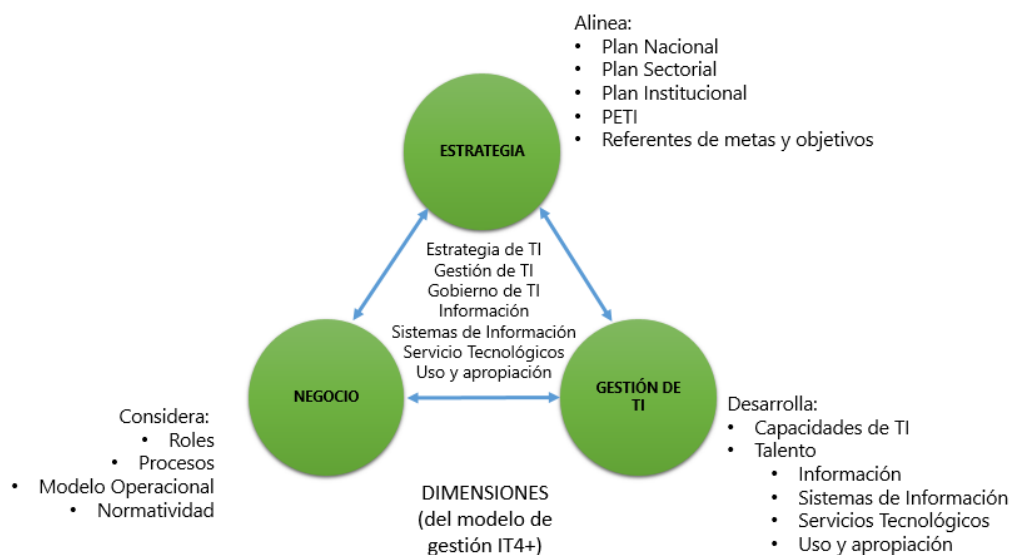 Alinea:
• Plan Nacional
• Plan Sectorial
• Plan Institucional
• PETI
• Referentes de metas y objetivos
ESTRATEGIA
Estrategia de TI
Gestión de TI
Gobierno de TI
Información
Sistemas de Información
Servicio Tecnológicos
Uso y apropiación
NEGOCIO
GESTIÓN DE
TI
Considera:
• Roles
• Procesos
• Modelo Operacional
• Normatividad
Desarrolla:
• Capacidades de TI
• Talento
• Información
• Sistemas de Información
• Servicios Tecnológicos
• Uso y apropiación
DIMENSIONES
(del modelo de
gestión IT4+)